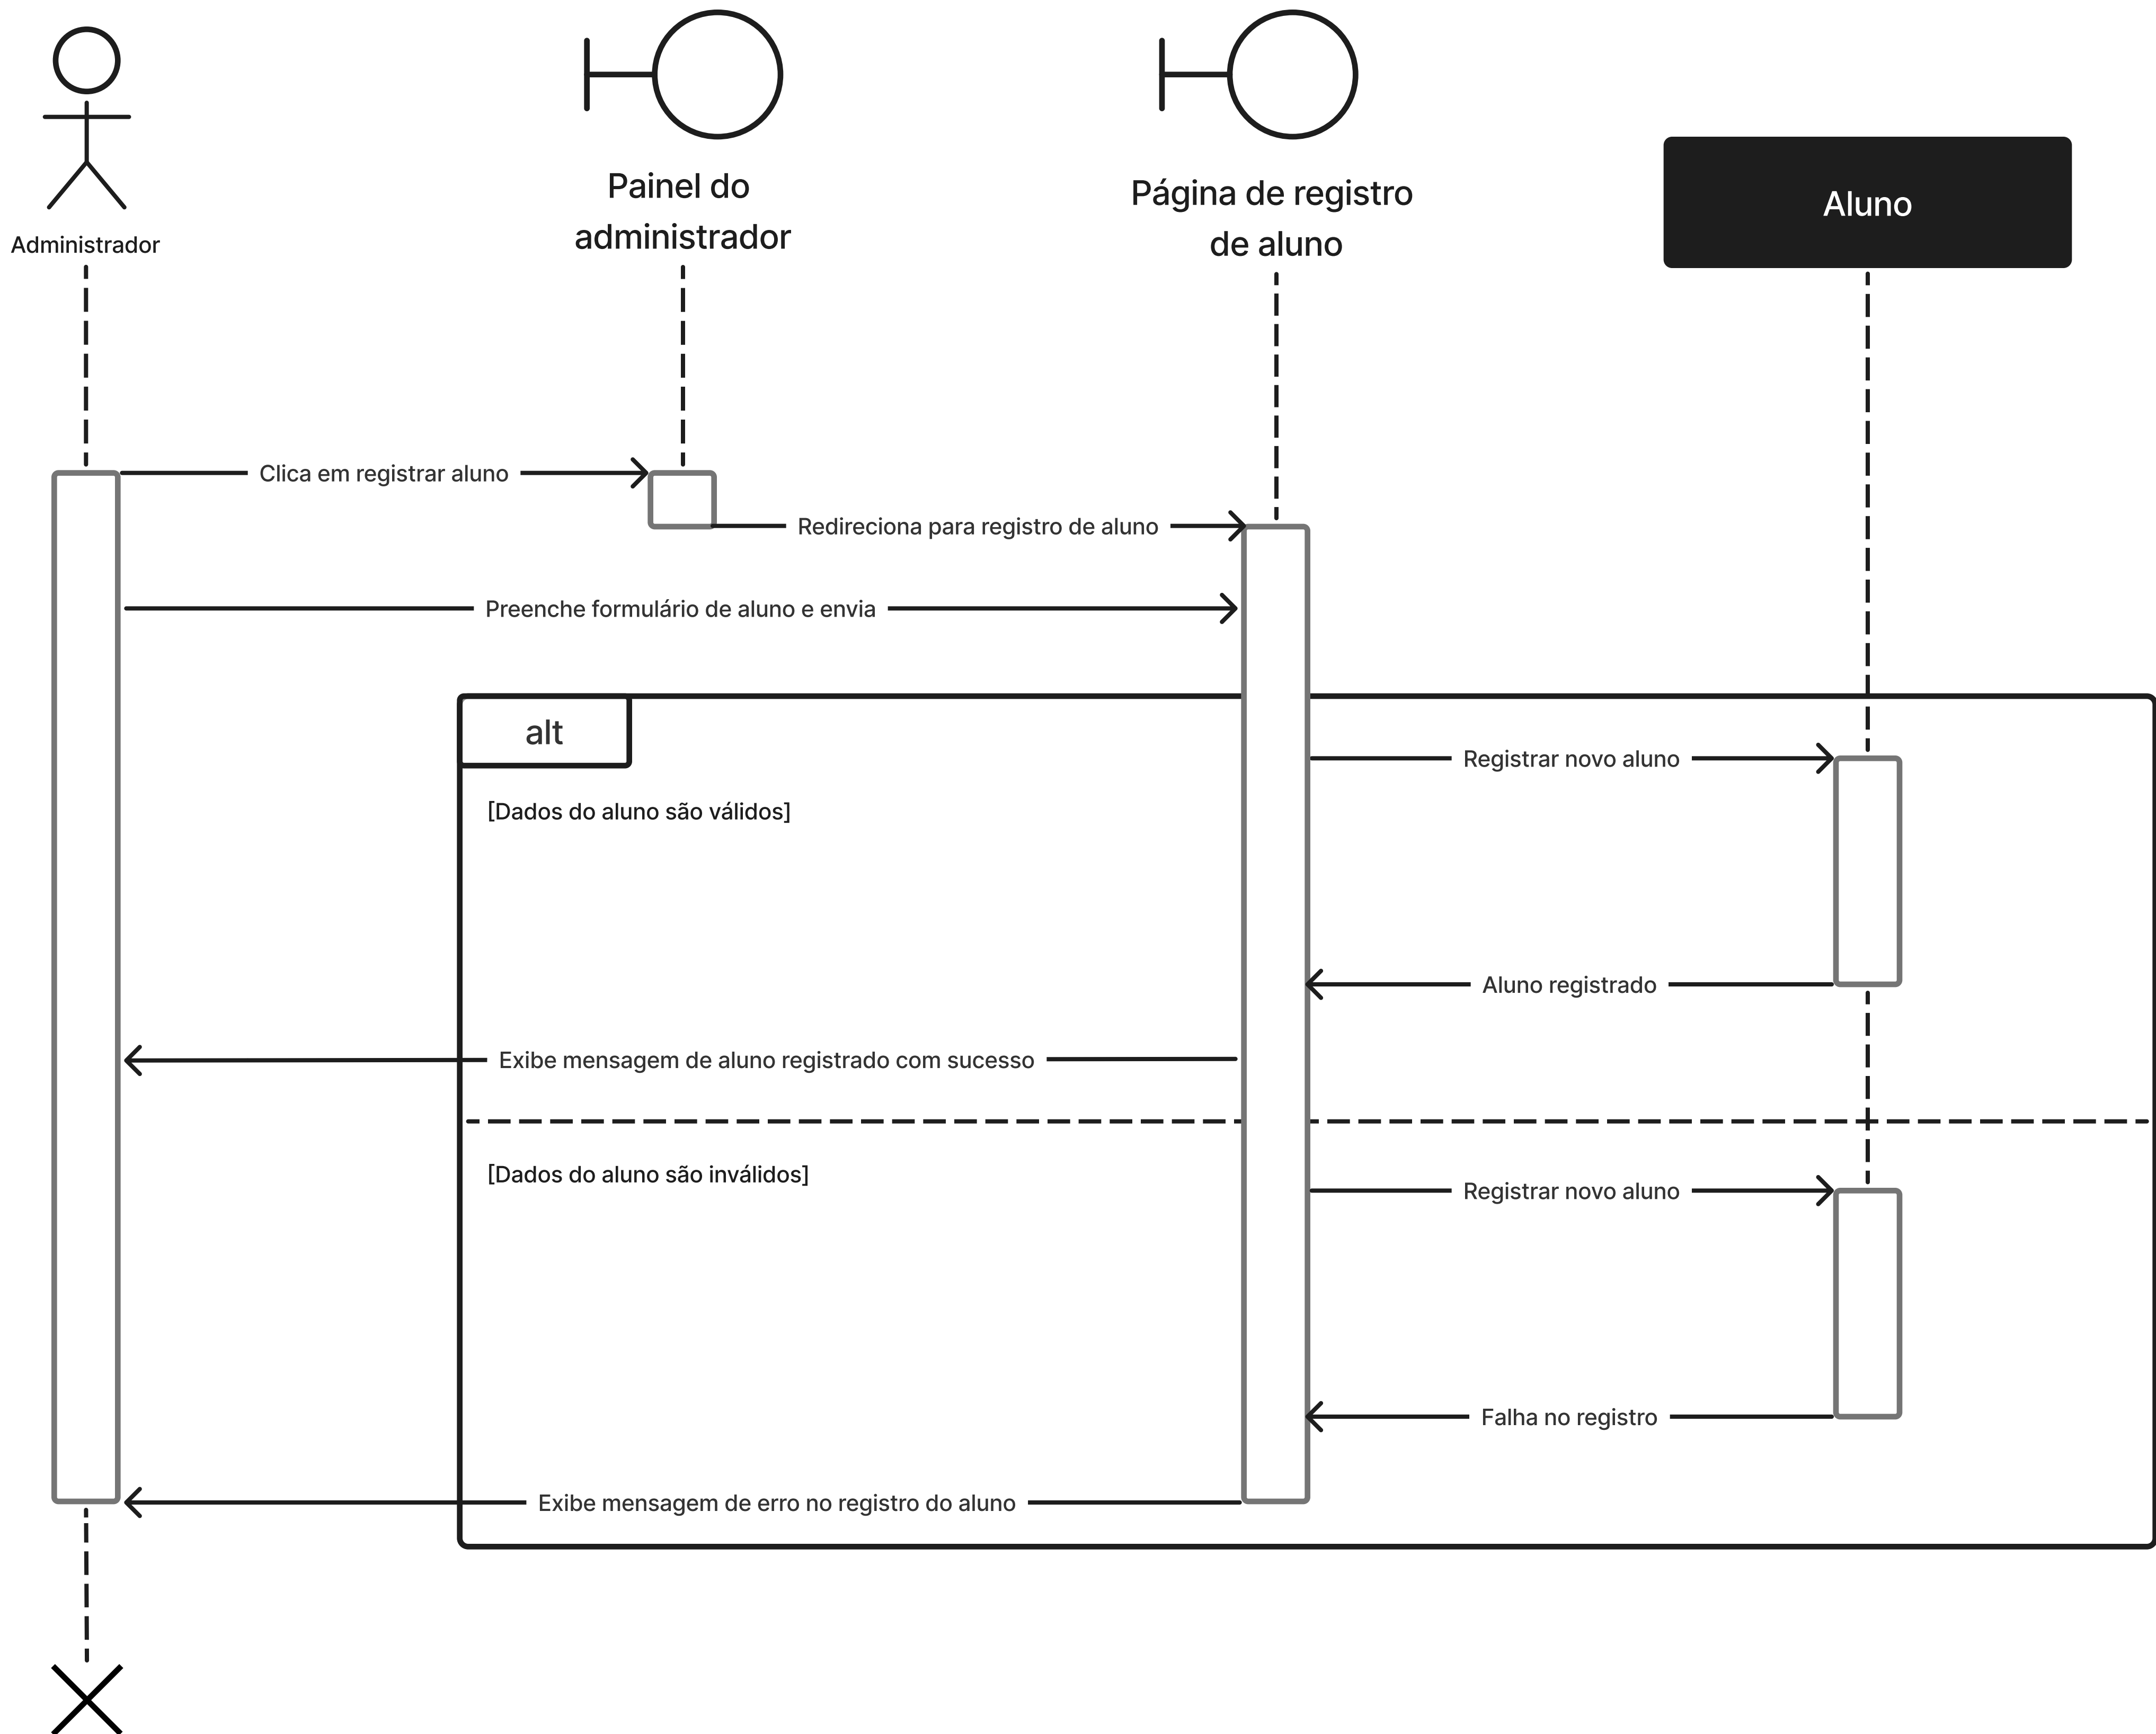 Administrador
Painel do
administrador
Página de registro
de aluno
Aluno
Clica em registrar aluno
Redireciona para registro de aluno
Preenche formulário de aluno e envia
alt
Registrar novo aluno
[Dados do aluno são válidos]
Aluno registrado
Exibe mensagem de aluno registrado com sucesso
[Dados do aluno são inválidos]
Registrar novo aluno
Falha no registro
Exibe mensagem de erro no registro do aluno